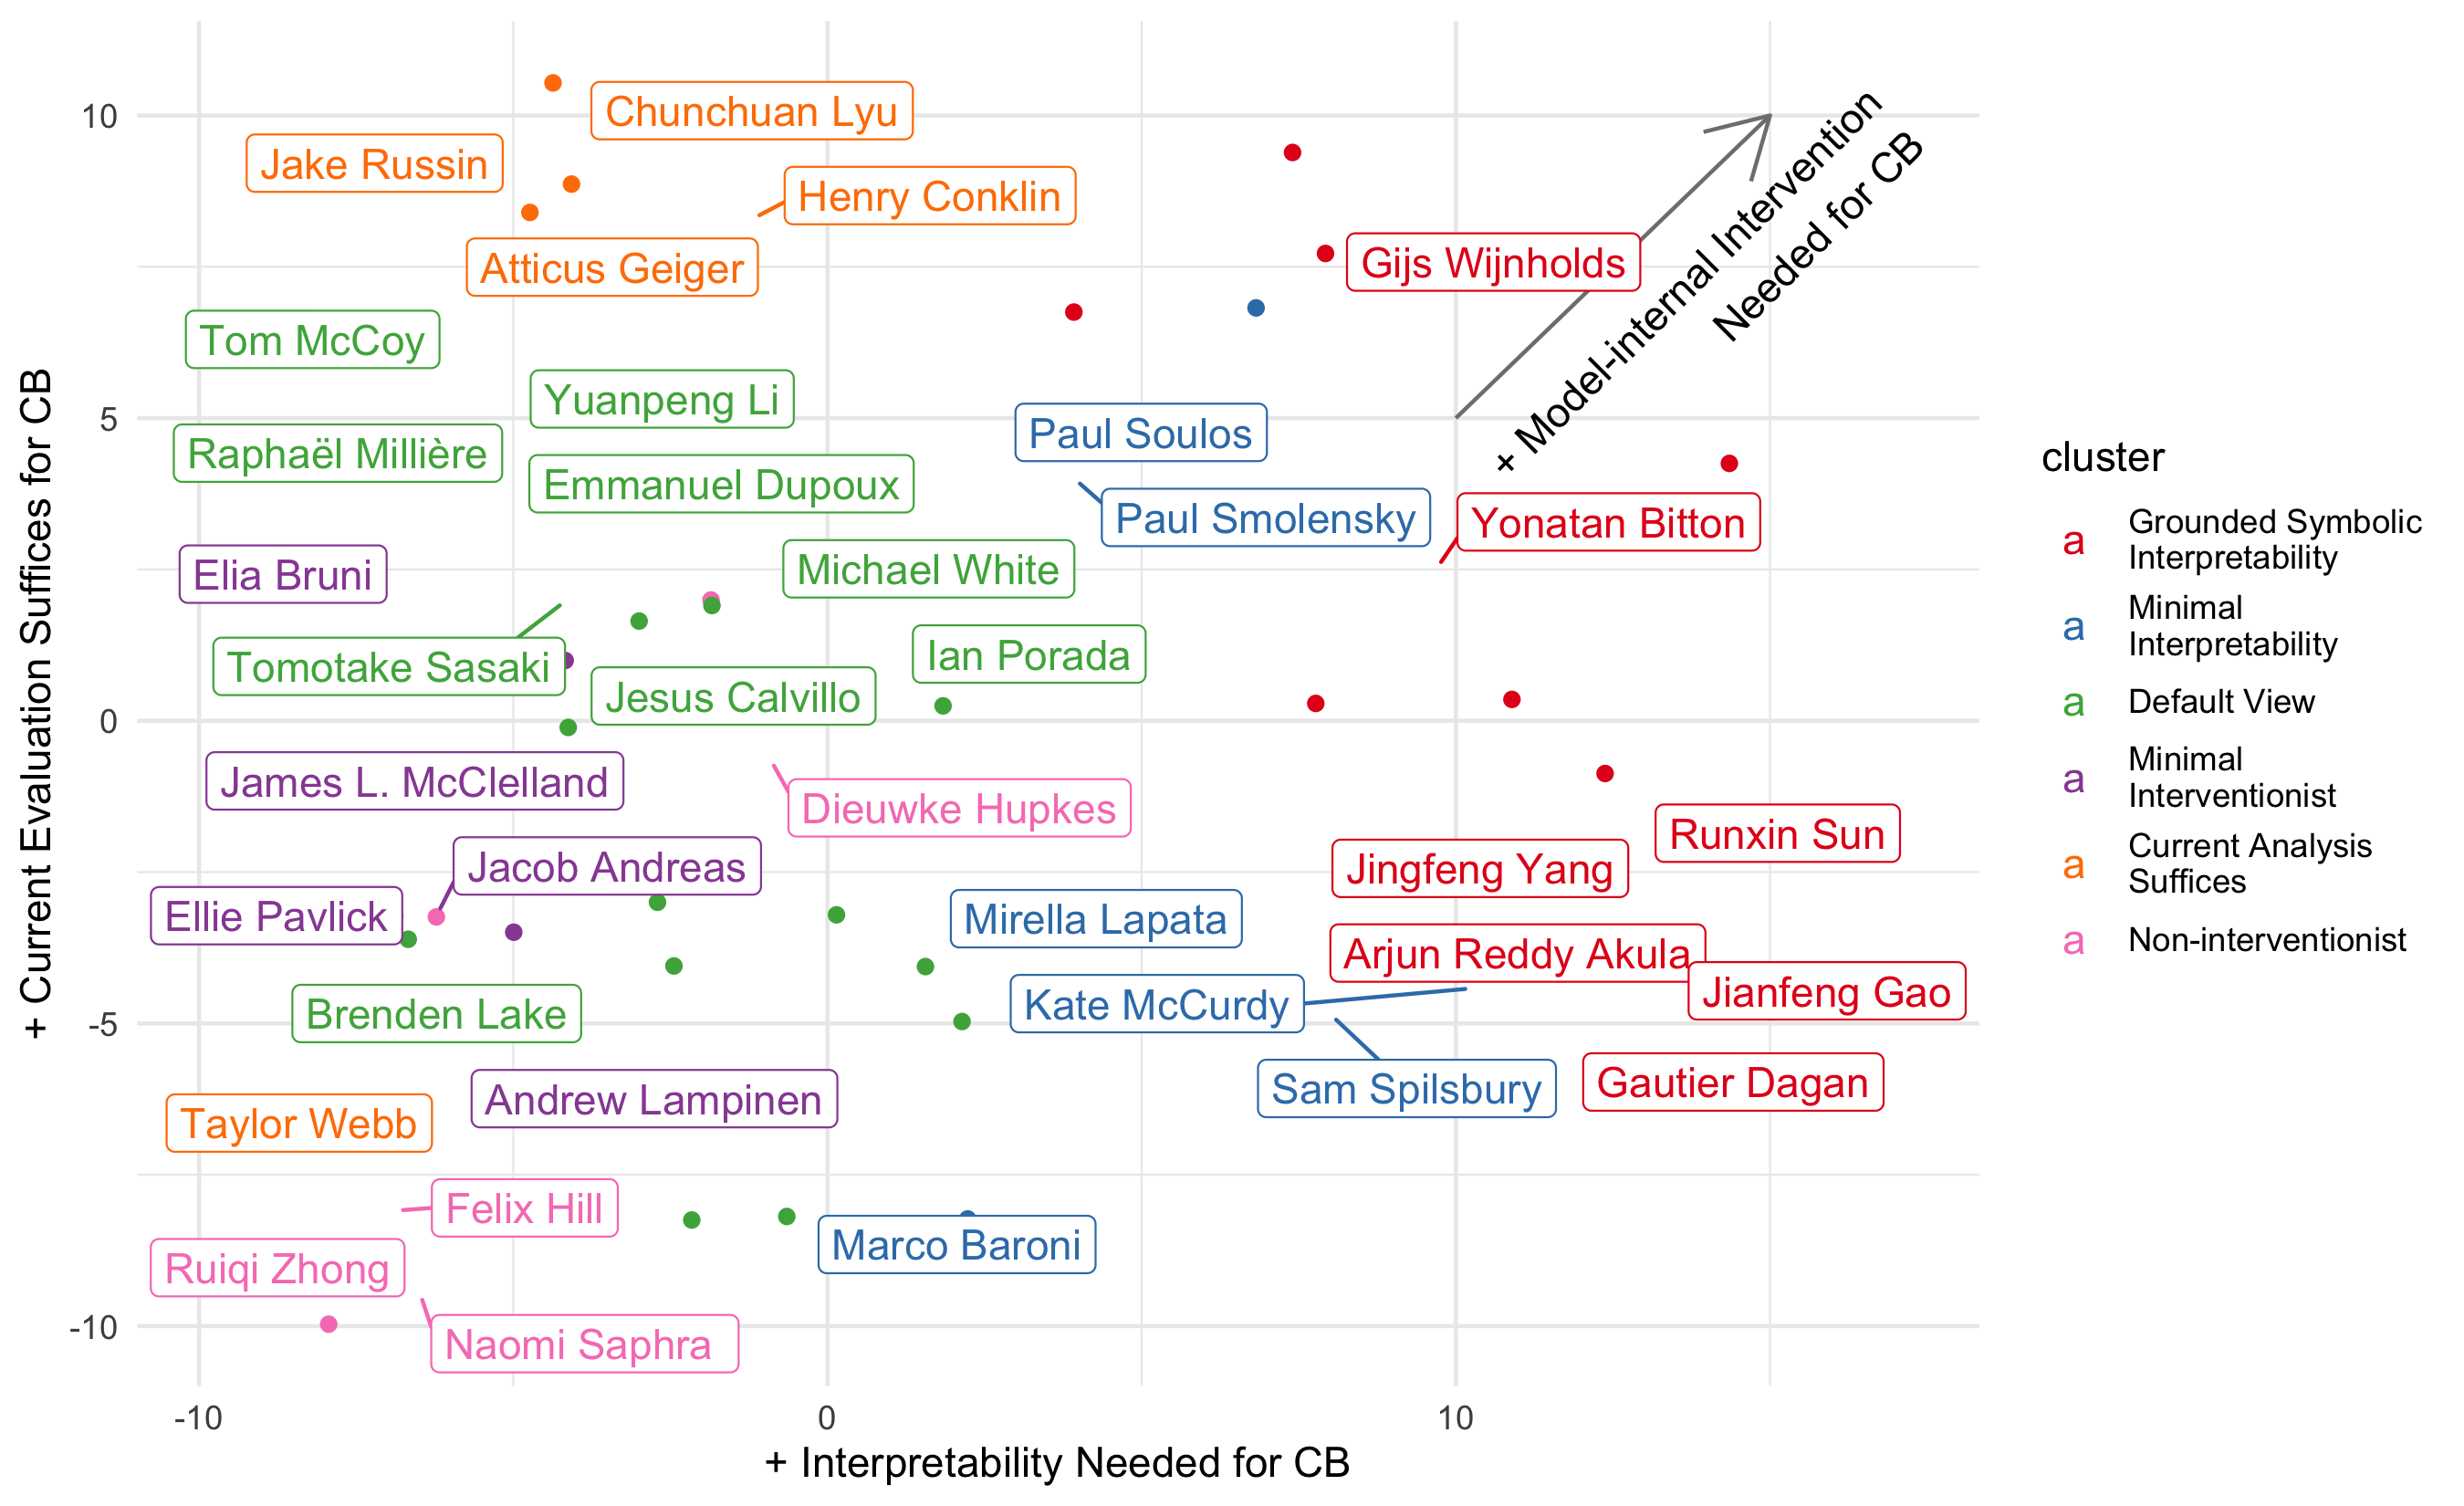 + Current Evaluation Suffices for CB
10
5
0
-5
-10
Chunchuan Lyu
Jake Russin
Henry Conklin
Atticus Geiger
Gijs Wijnholds
+ Model-internal Intervention
Needed for CB
Tom McCoy
Yuanpeng Li
Paul Soulos
Raphaël Millière
Emmanuel Dupoux
Paul Smolensky
Yonatan Bitton
Elia Bruni
Michael White
Tomotake Sasaki
Ian Porada
Jesus Calvillo
James L. McClelland
Dieuwke Hupkes
Runxin Sun
Jacob Andreas
Jingfeng Yang
Ellie Pavlick
Mirella Lapata
Arjun Reddy Akula
Jianfeng Gao
Brenden Lake
Kate McCurdy
Andrew Lampinen
Sam Spilsbury
Gautier Dagan
Taylor Webb
Felix Hill
Marco Baroni
Ruiqi Zhong
Naomi Saphra
-10
0
10
+ Interpretability Needed for CB
cluster
a Grounded Symbolic
Interpretability
a Minimal
Interpretability
a Default View
a Minimal
Interventionist
a Current Analysis
Suffices
a Non-interventionist